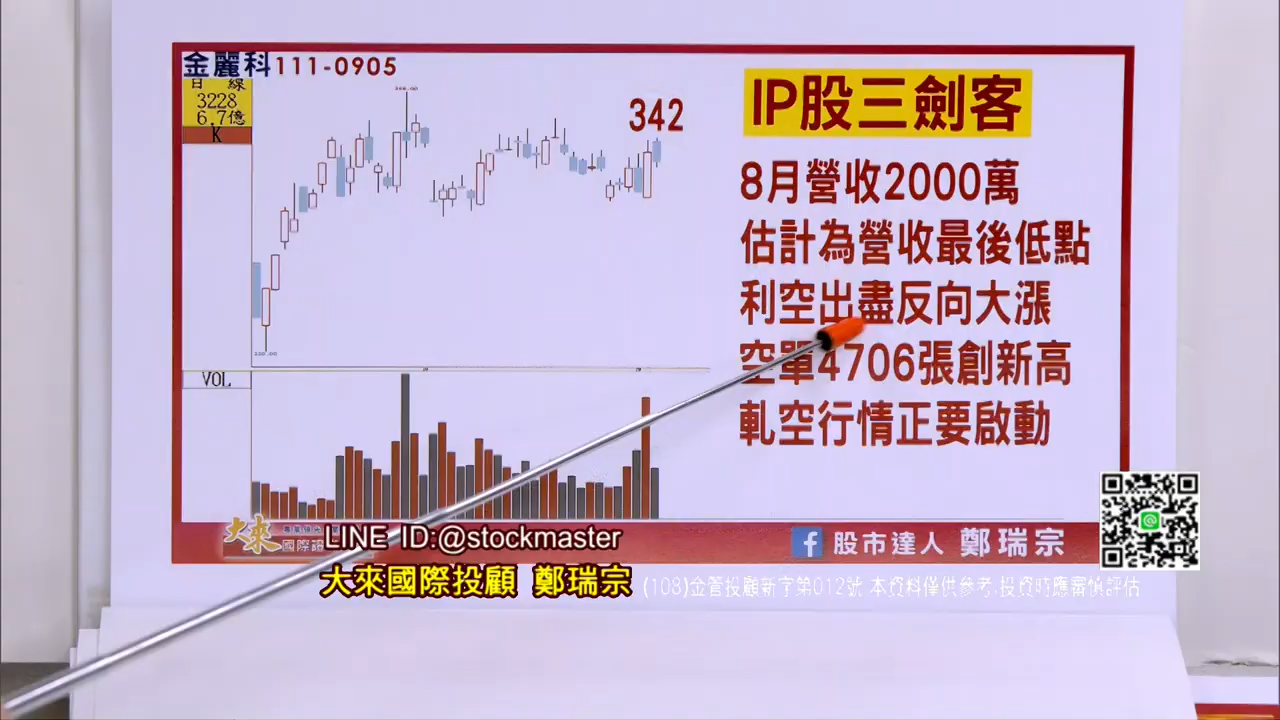 金麗科111-0905
日 線
3228
6.7億
K
342
IP股三劍客
8月營收2000萬
估計為營收最後低點
利空出盡反向大漲
空單4706張創新高
軋空行情正要啟動
VOL
大來
LINE ID:@stockmaster
股市達人 鄭瑞宗
大來國際投顧 鄭瑞宗 (108)金管投顧新字第012號 本資料僅供參考,投資時應審慎評估